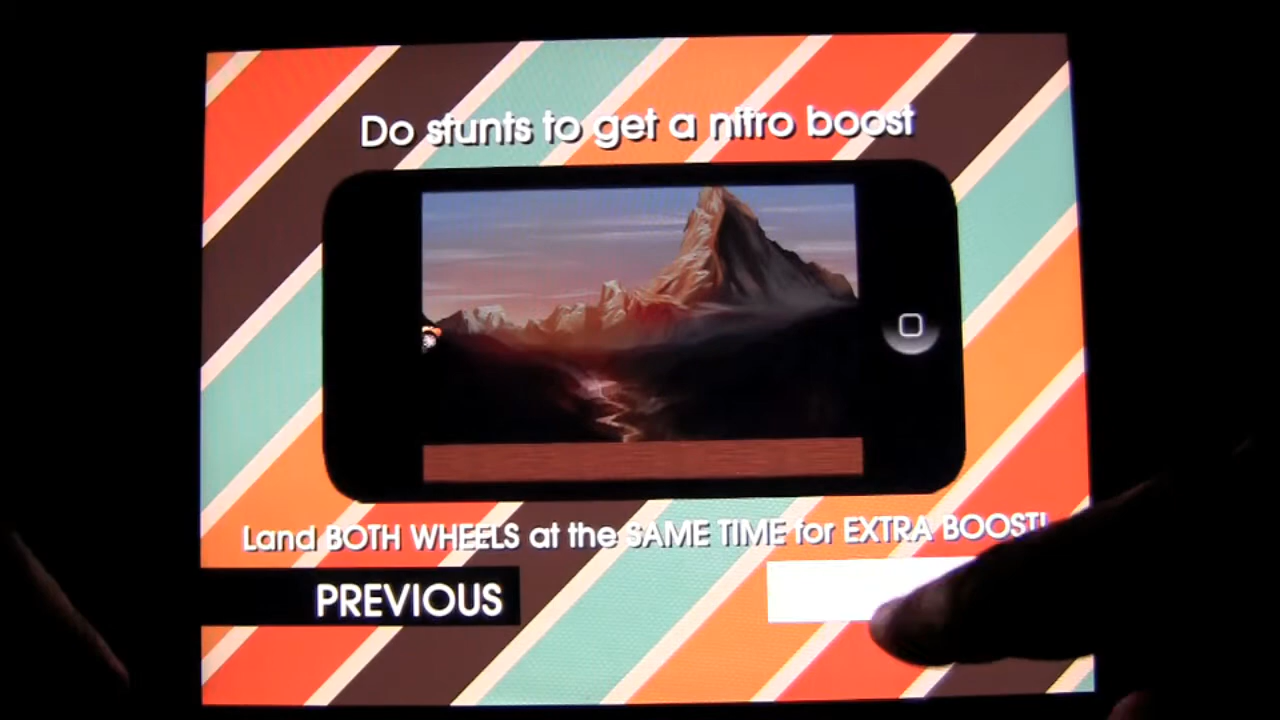 Do stunts to get a nitro boost
Land BOTH WHEELS at the SAME TIME for EXTRA BOOST!
PREVIOUS